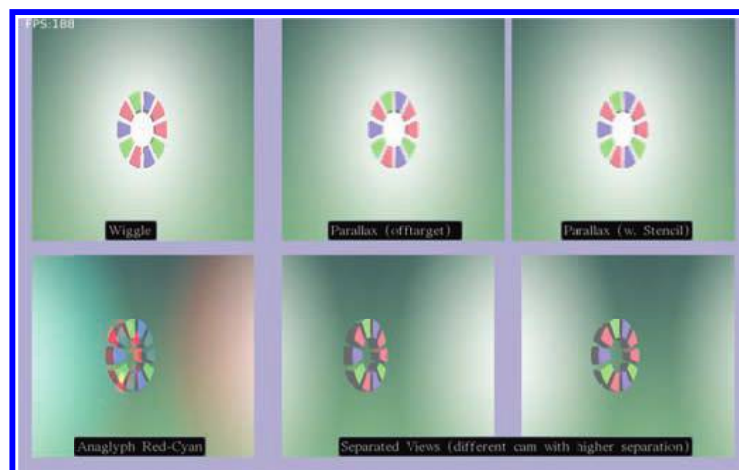 FPS:188
Wiggle
Parallax (offtarget)
Parallax (w. Stencil)
Anaglyph Red-Cyan
Separated Views (different cam with higher separation)